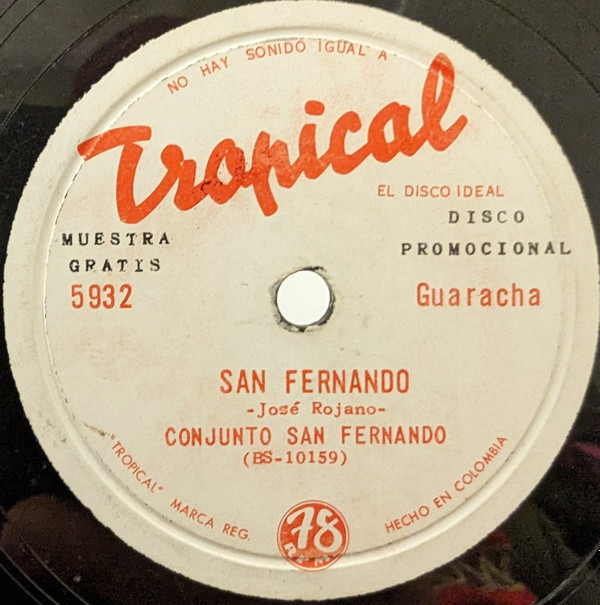 NO HAY SONIDO IGUAL A
Tropical
EL DISCO IDEAL
MUESTRA
GRATIS
5932
DISCO
PROMOCIONAL
Guaracha
SAN FERNANDO
-José Rojano-
CONJUNTO SAN FERNANDO
(BS-10159)
"TROPICAL" MARCA REG.
78
RPM
HECHO EN COLOMBIA